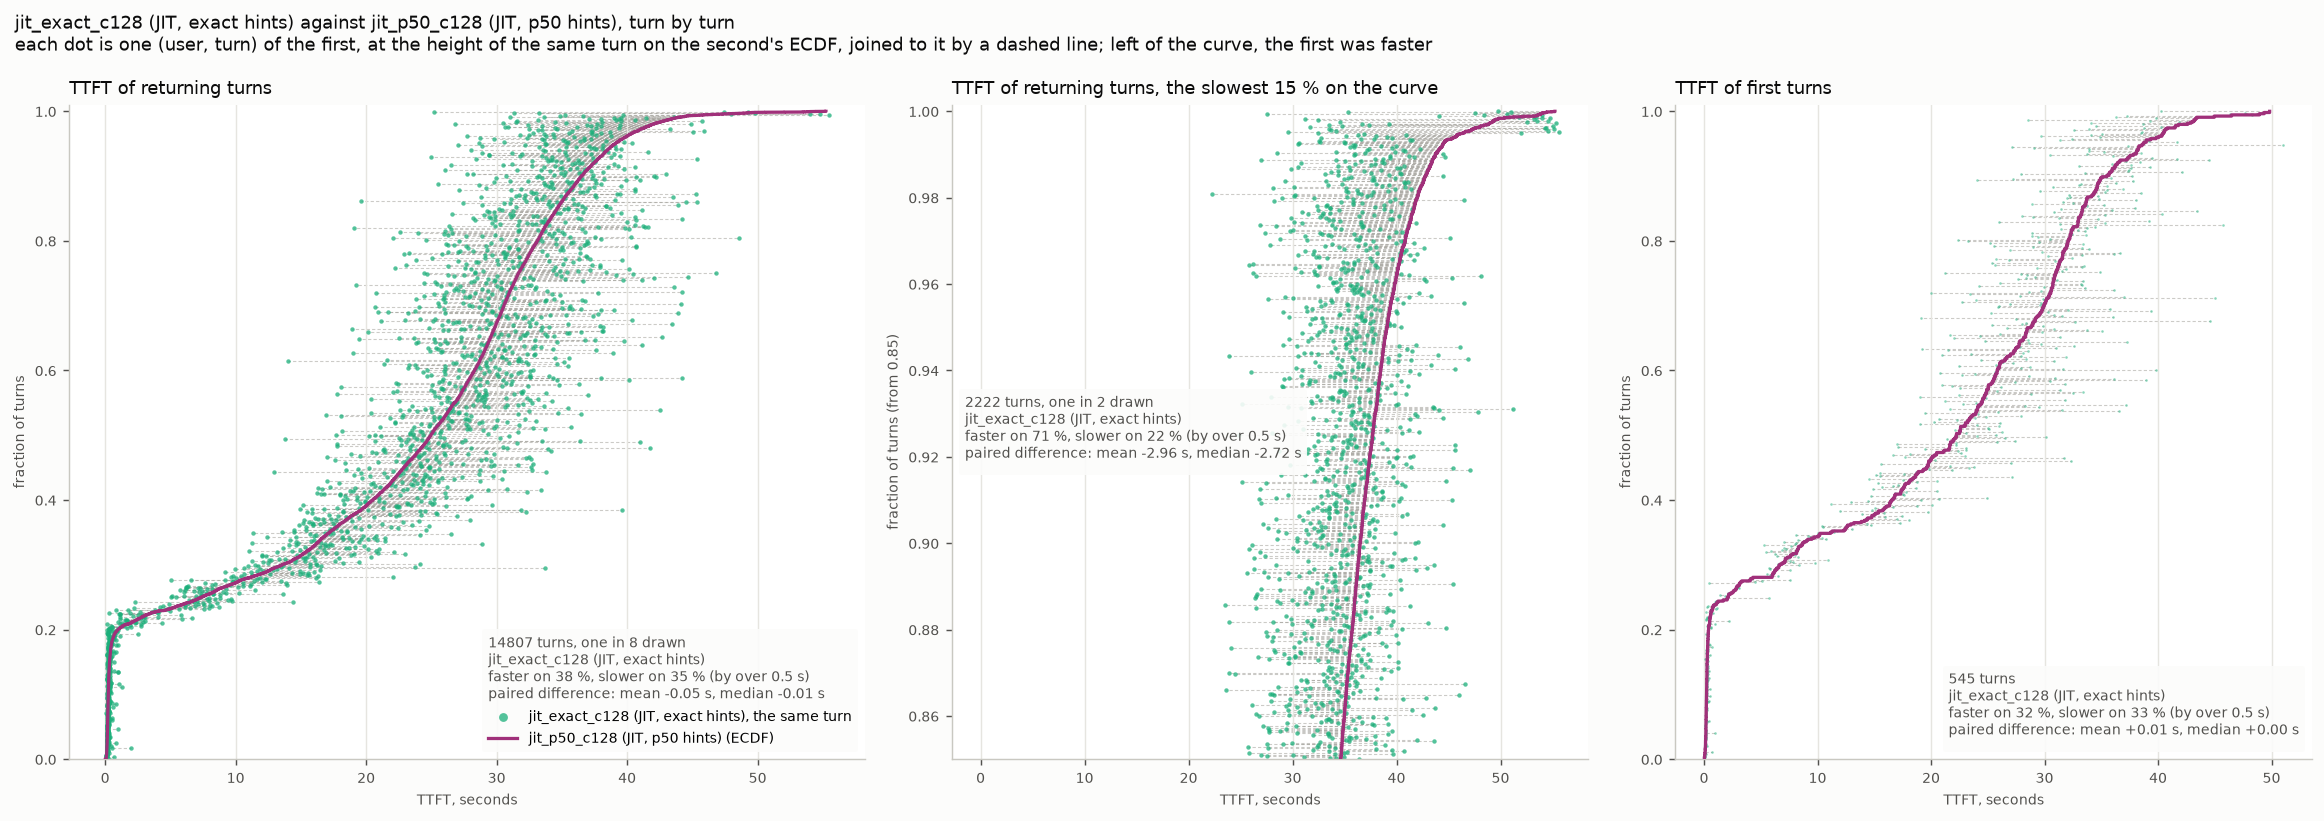 jit_exact_c128 (JIT, exact hints) against jit_p50_c128 (JIT, p50 hints), turn by turn
each dot is one (user, turn) of the first, at the height of the same turn on the second's ECDF, joined to it by a dashed line; left of the curve, the first was faster
TTFT of returning turns
1.0
0.8
0.6
0.4
0.2
0.0
fraction of turns
14807 turns, one in 8 drawn
jit_exact_c128 (JIT, exact hints)
faster on 38 %, slower on 35 % (by over 0.5 s)
paired difference: mean -0.05 s, median -0.01 s
jit_exact_c128 (JIT, exact hints), the same turn
jit_p50_c128 (JIT, p50 hints) (ECDF)
0 10 20 30 40 50
TTFT, seconds
TTFT of returning turns, the slowest 15 % on the curve
1.00
0.98
0.96
0.94
0.92
0.90
0.88
0.86
fraction of turns (from 0.85)
2222 turns, one in 2 drawn
jit_exact_c128 (JIT, exact hints)
faster on 71 %, slower on 22 % (by over 0.5 s)
paired difference: mean -2.96 s, median -2.72 s
0 10 20 30 40 50
TTFT, seconds
TTFT of first turns
1.0
0.8
0.6
0.4
0.2
0.0
fraction of turns
545 turns
jit_exact_c128 (JIT, exact hints)
faster on 32 %, slower on 33 % (by over 0.5 s)
paired difference: mean +0.01 s, median +0.00 s
0 10 20 30 40 50
TTFT, seconds